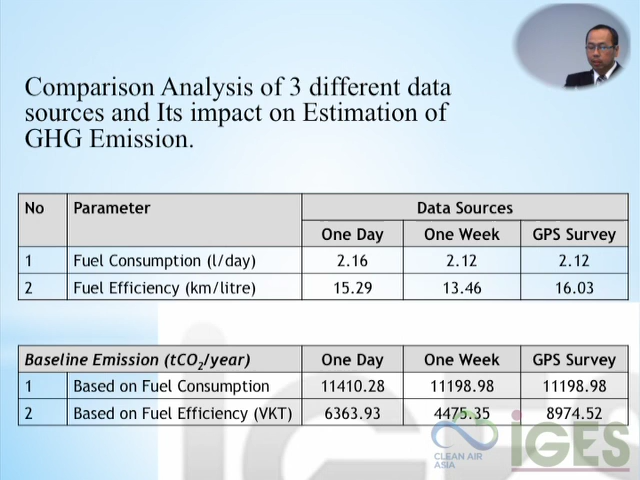 Comparison Analysis of 3 different data
sources and Its impact on Estimation of
GHG Emission.
No Parameter Data Sources
One Day One Week GPS Survey
1 Fuel Consumption (l/day) 2.16 2.12 2.12
2 Fuel Efficiency (km/litre) 15.29 13.46 16.03
Baseline Emission (tCO2/year) One Day One Week GPS Survey
1 Based on Fuel Consumption 11410.28 11198.98 11198.98
2 Based on Fuel Efficiency (VKT) 6363.93 4475.35 8974.52
CLEAN AIR
ASIA
iGES